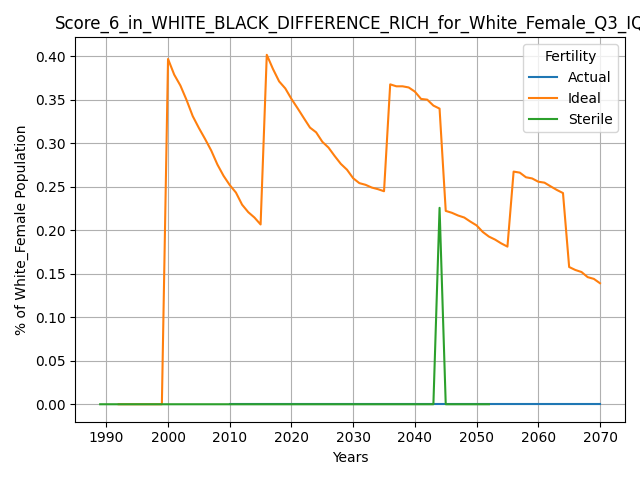 Score_6_in_WHITE_BLACK_DIFFERENCE_RICH_for_White_Female_Q3_IQ
Fertility
Actual
Ideal
Sterile
% of White_Female Population
0.40
0.35
0.30
0.25
0.20
0.15
0.10
0.05
0.00
1990 2000 2010 2020 2030 2040 2050 2060 2070
Years